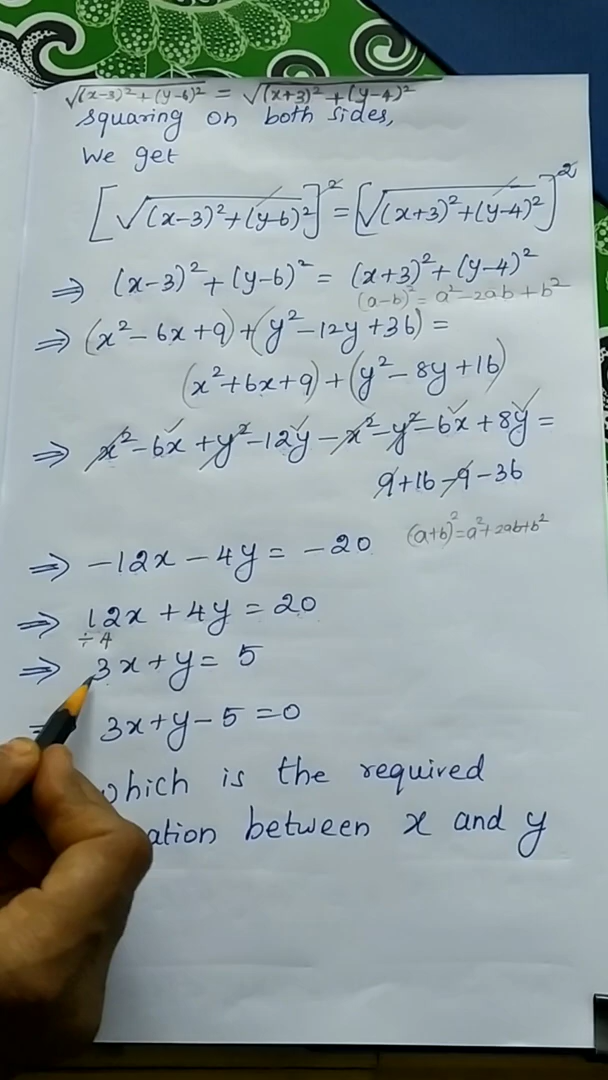 √(x-3)²+(y-6)² = √(x+3)²+(y-4)²
squaring on both sides,
We get
[√(x-3)²+(y-6)²]² = [√(x+3)²+(y-4)²]²
⇒ (x-3)²+(y-6)² = (x+3)²+(y-4)²
(a-b)² = a²-2ab+b²
⇒ (x²-6x+9)+(y²-12y+36) =
(x²+6x+9)+(y²-8y+16)
⇒ x²-6x+y²-12y-x²-y²-6x+8y =
9+16-9-36
(a+b)²=a²+2ab+b²
⇒ -12x-4y = -20
⇒ 12x+4y = 20
÷4
⇒ 3x+y = 5
3x+y-5 = 0
which is the required
ation between x and y